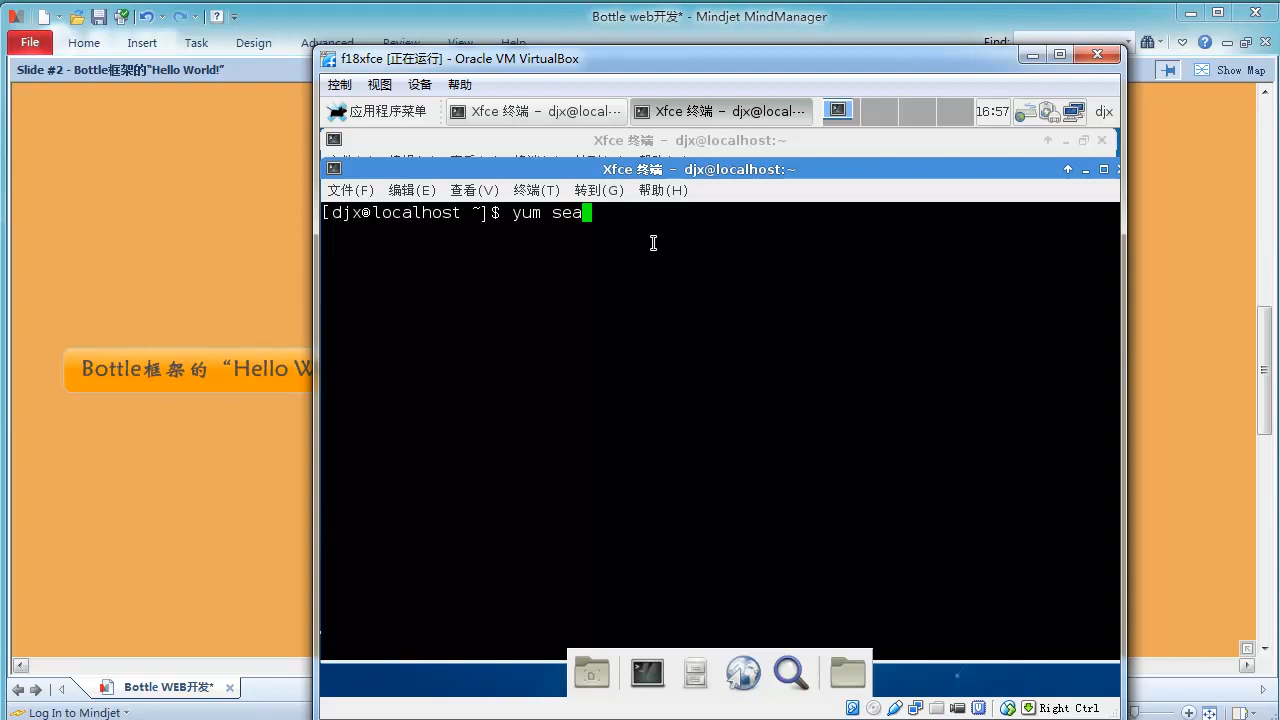 Bottle web开发* - Mindjet MindManager
File Home Insert Task Design Advanced Review View Help Find:
Slide #2 - Bottle框架的“Hello World!”
Show Map
f18xfce [正在运行] - Oracle VM VirtualBox
控制 视图 设备 帮助
应用程序菜单 Xfce 终端 - djx@local··· Xfce 终端 - djx@local··· 16:57 djx
Xfce 终端 - djx@localhost:~
Xfce 终端 - djx@localhost:~
文件(F) 编辑(E) 查看(V) 终端(T) 转到(G) 帮助(H)
[djx@localhost ~]$ yum sea
Bottle框架的“Hello W
Bottle WEB开发*
Right Ctrl
Log In to Mindjet